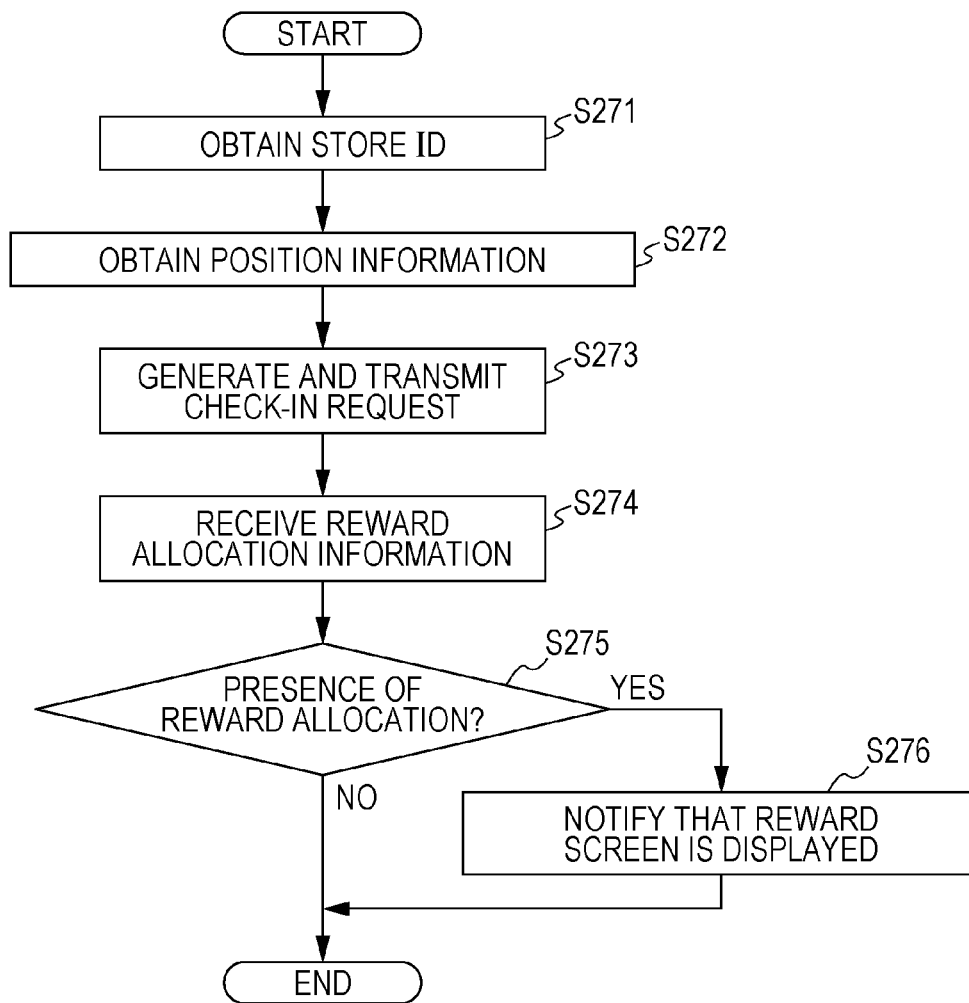 START
S271
OBTAIN STORE ID
S272
OBTAIN POSITION INFORMATION
S273
GENERATE AND TRANSMIT
CHECK-IN REQUEST
S274
RECEIVE REWARD
ALLOCATION INFORMATION
S275
PRESENCE OF
REWARD ALLOCATION?
YES
S276
NO
NOTIFY THAT REWARD
SCREEN IS DISPLAYED
END